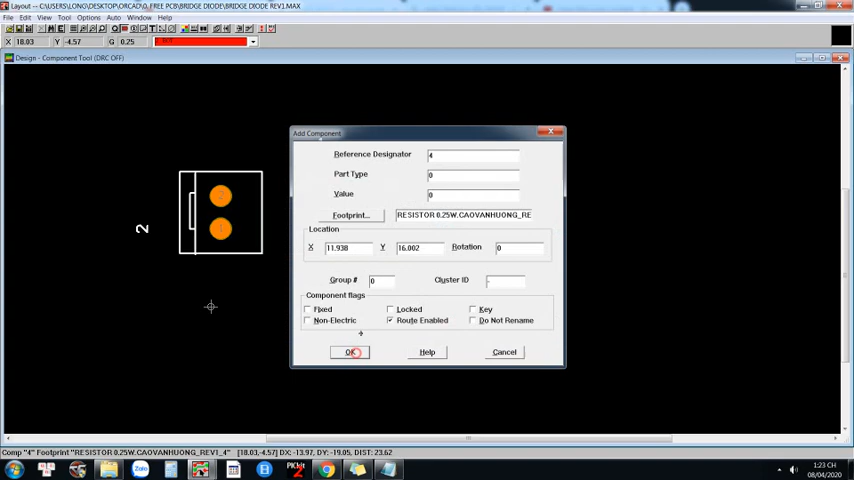 Layout -- C:\USERS\LONG\DESKTOP\ORCAD\0_FREE PCB\BRIDGE DIODE\BRIDGE DIODE REV1.MAX
File Edit View Tool Options Auto Window Help
X 18.03 Y -4.57 G 0.25
Design - Component Tool (DRC OFF)
Add Component
Reference Designator 4
Part Type 0
Value 0
Footprint... RESISTOR 0.25W.CAOVANHUONG_RE
Location
X 11.938 Y 16.002 Rotation 0
Group # 0 Cluster ID -
Component flags
Fixed Locked Key
Non-Electric Route Enabled Do Not Rename
OK Help Cancel
2
Comp "4" Footprint "RESISTOR 0.25W.CAOVANHUONG_REV1_4" [18.03,-4.57] DX: -13.97, DY: -19.05, DIST: 23.62
Zalo
PICkit
2
1:23 CH
08/04/2020